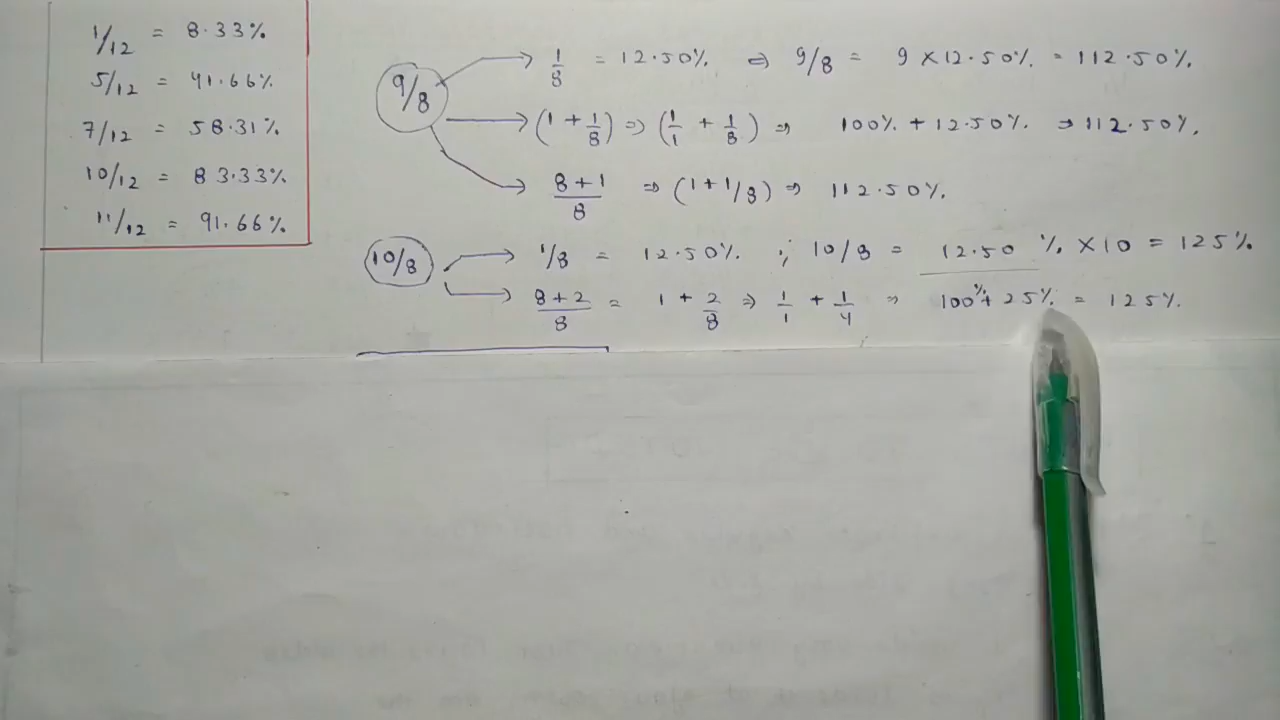 1/12 = 8.33%
5/12 = 41.66%
7/12 = 58.31%
10/12 = 83.33%
11/12 = 91.66%
9/8 → 1/8 = 12.50% ⇒ 9/8 = 9 × 12.50% = 112.50%
→ (1 + 1/8) ⇒ (1/1 + 1/8) ⇒ 100% + 12.50% ⇒ 112.50%
→ 8+1/8 ⇒ (1 + 1/8) ⇒ 112.50%
10/8 → 1/8 = 12.50% ; 10/8 = 12.50 % × 10 = 125%
→ 8+2/8 = 1 + 2/8 ⇒ 1/1 + 1/4 ⇒ 100% + 25% = 125%